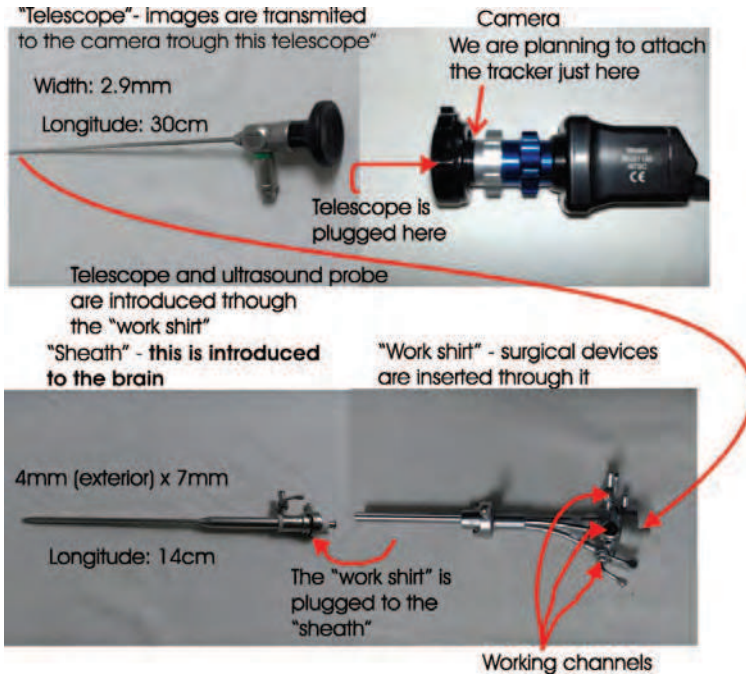 "Telescope"- images are transmited
to the camera trough this telescope"
Width: 2.9mm
Longitude: 30cm
Camera
We are planning to attach
the tracker just here
Telescope is
plugged here
Telescope and ultrasound probe
are introduced trhough
the "work shirt"
"Sheath" - this is introduced
to the brain
"Work shirt" - surgical devices
are inserted through it
4mm (exterior) x 7mm
Longitude: 14cm
The "work shirt" is
plugged to the
"sheath"
Working channels